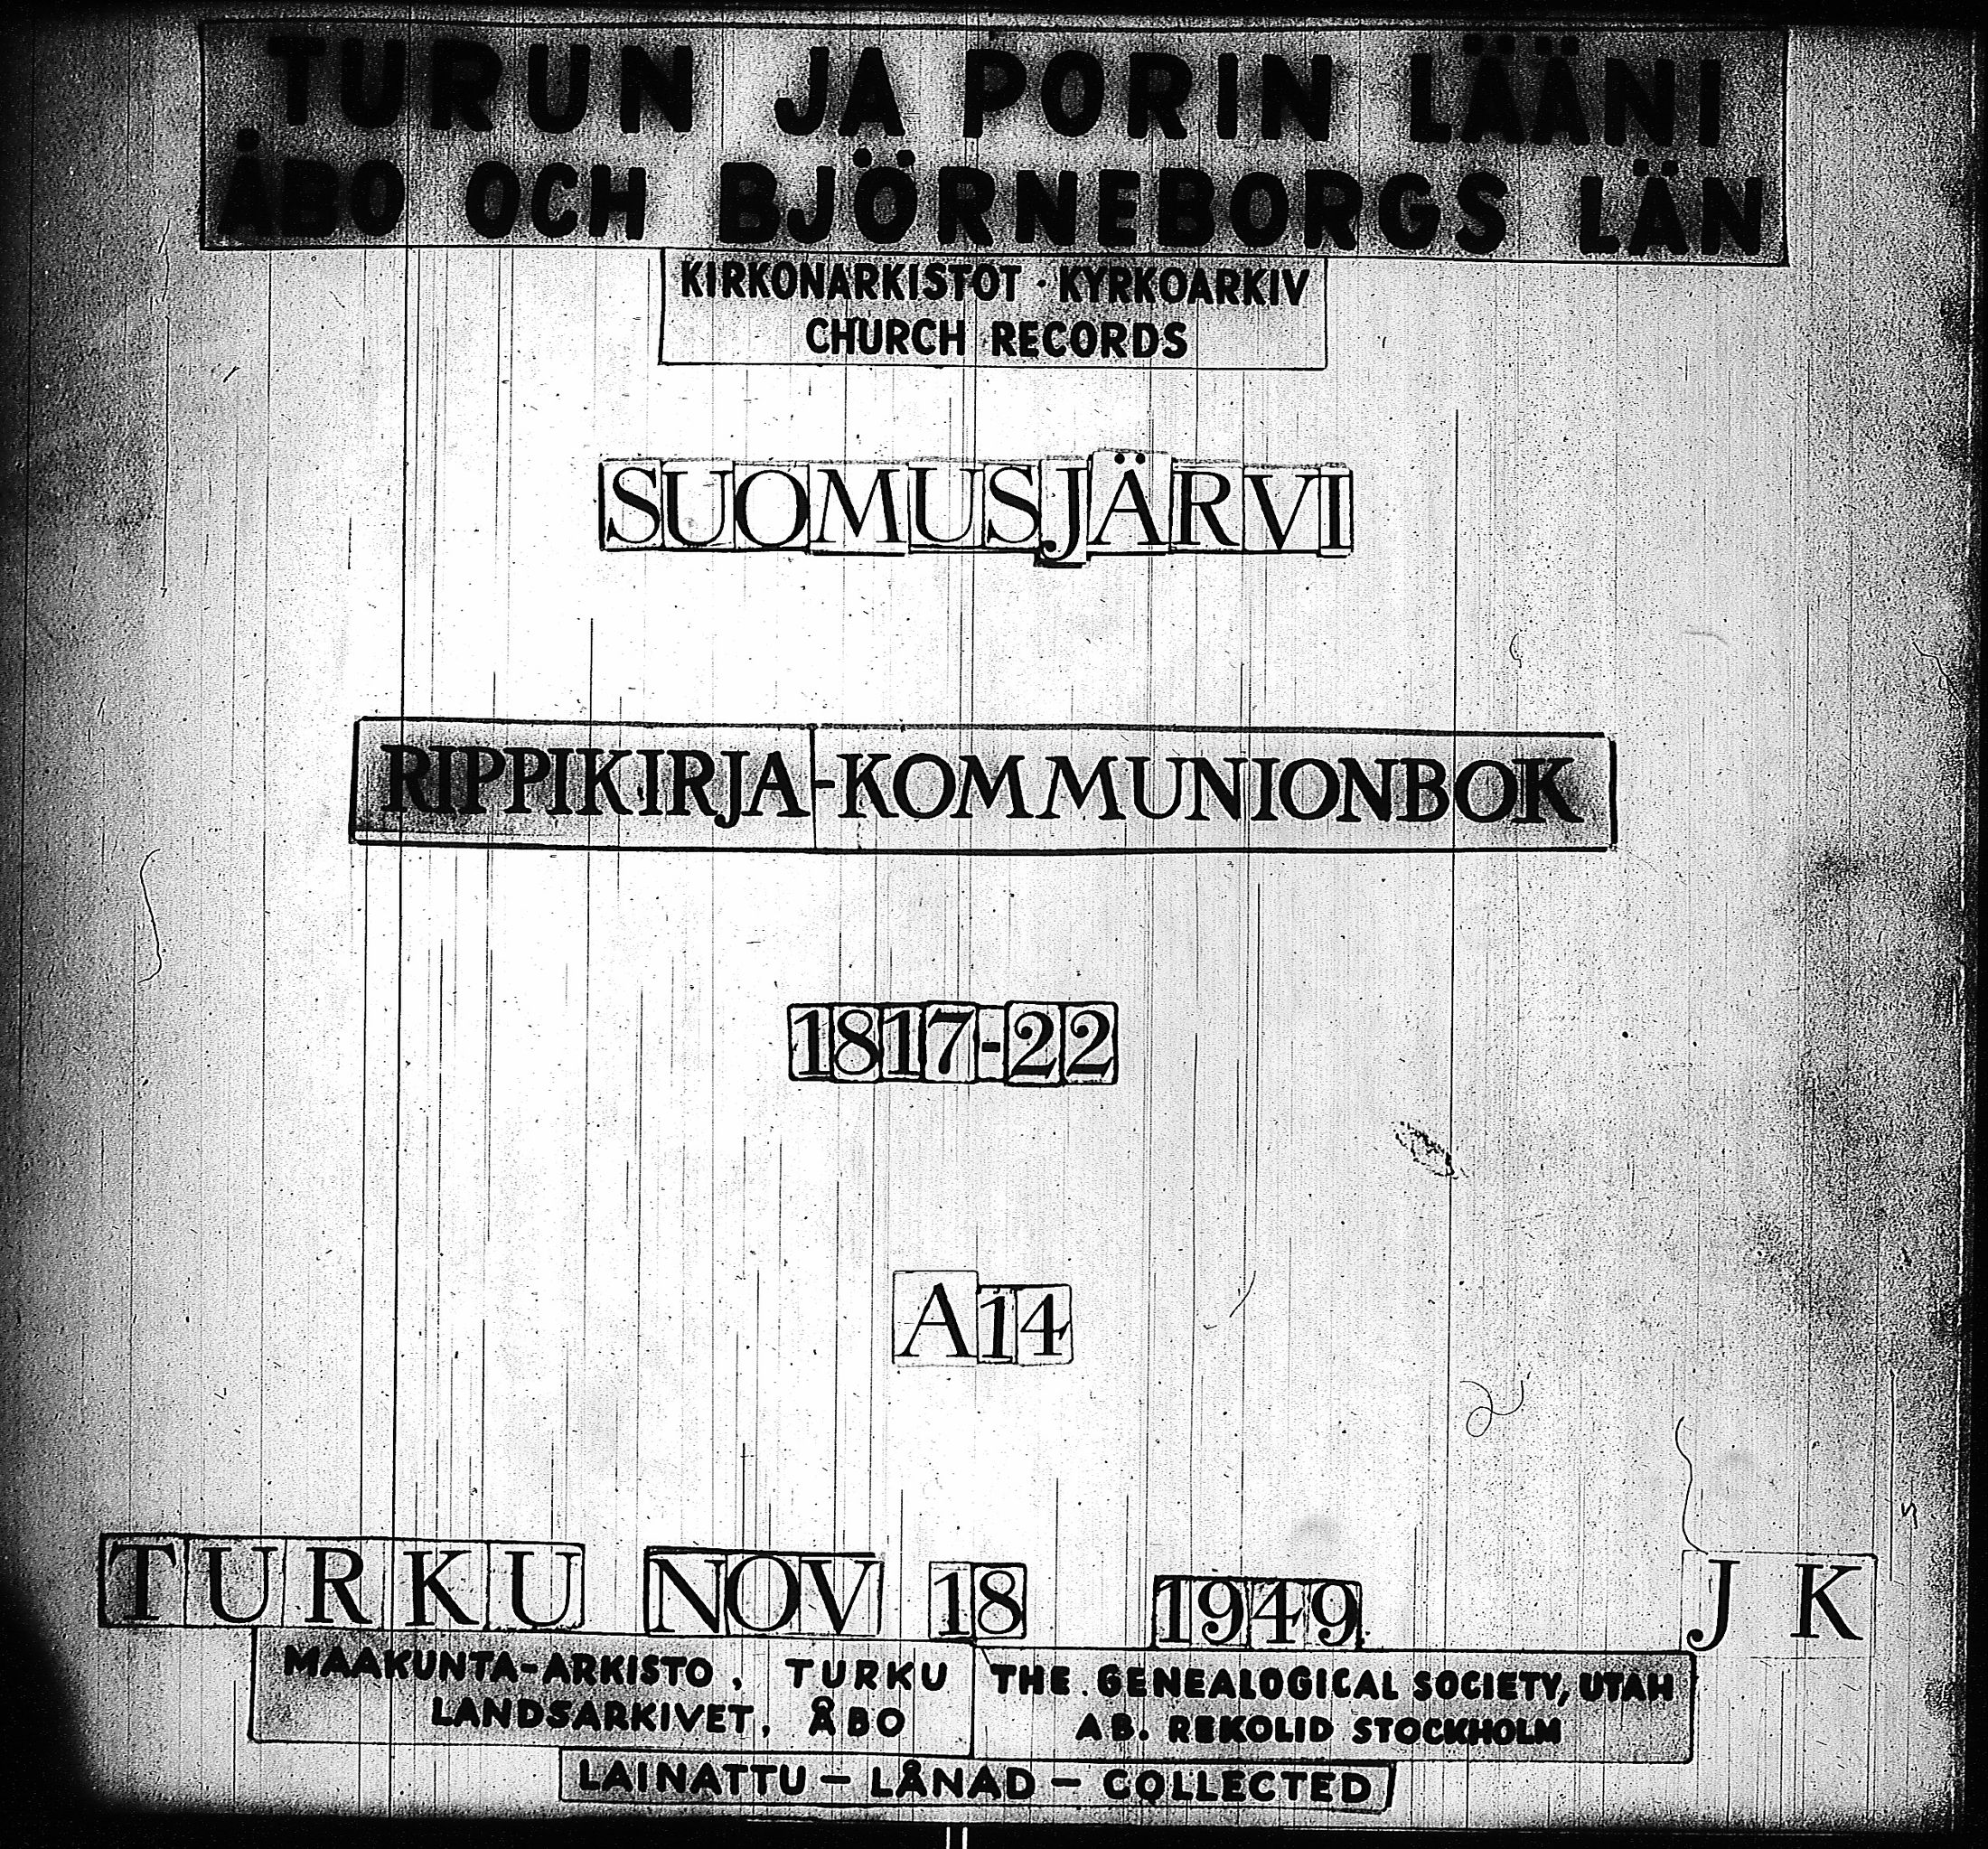 TURUN JA PORIN LÄÄNI
ÅBO OCH BJÖRNEBORGS LÄN
KIRKONARKISTOT · KYRKOARKIV
CHURCH RECORDS
SUOMUSJÄRVI
RIPPIKIRJA-KOMMUNIONBOK
1817-22
A14
TURKU NOV 18 1949 J K
MAAKUNTA-ARKISTO, TURKU
LANDSARKIVET, ÅBO
THE GENEALOGICAL SOCIETY, UTAH
AB. REKOLID STOCKHOLM
LAINATTU - LÅNAD - COLLECTED